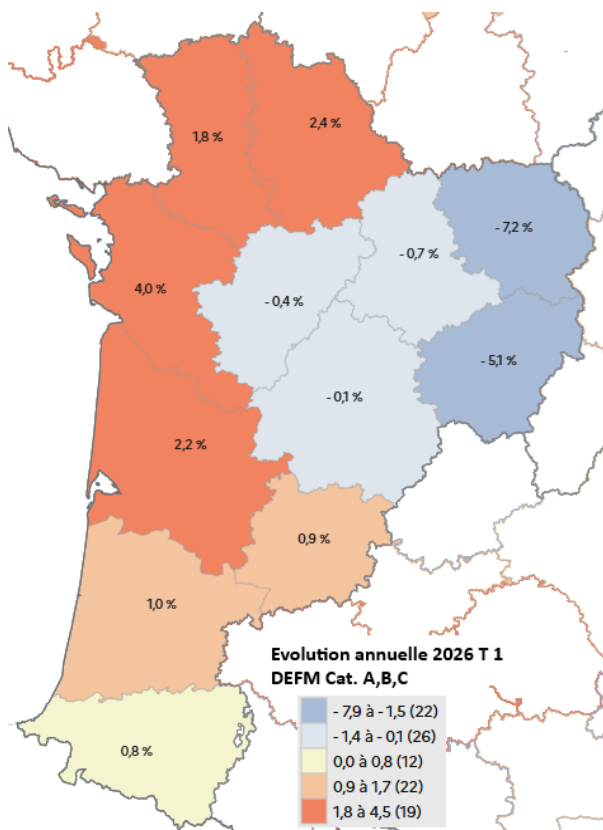 2,4 %
1,8 %
- 7,2 %
- 0,7 %
4,0 %
- 0,4 %
- 5,1 %
- 0,1 %
2,2 %
0,9 %
1,0 %
0,8 %
Evolution annuelle 2026 T 1
DEFM Cat. A,B,C
- 7,9 à - 1,5 (22)
- 1,4 à - 0,1 (26)
0,0 à 0,8 (12)
0,9 à 1,7 (22)
1,8 à 4,5 (19)